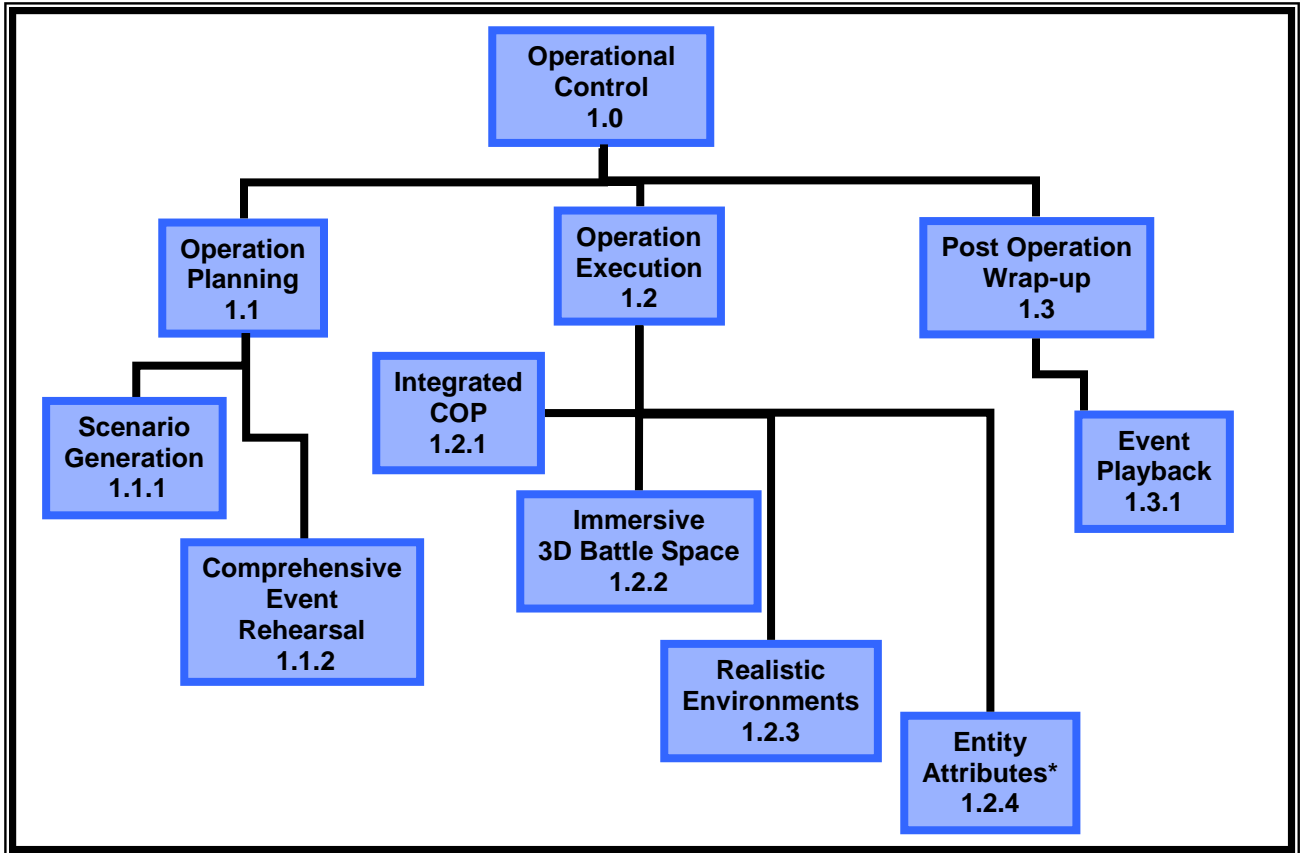 Operational
Control
1.0
Operation
Planning
1.1
Operation
Execution
1.2
Post Operation
Wrap-up
1.3
Scenario
Generation
1.1.1
Comprehensive
Event
Rehearsal
1.1.2
Integrated
COP
1.2.1
Immersive
3D Battle Space
1.2.2
Realistic
Environments
1.2.3
Entity
Attributes*
1.2.4
Event
Playback
1.3.1